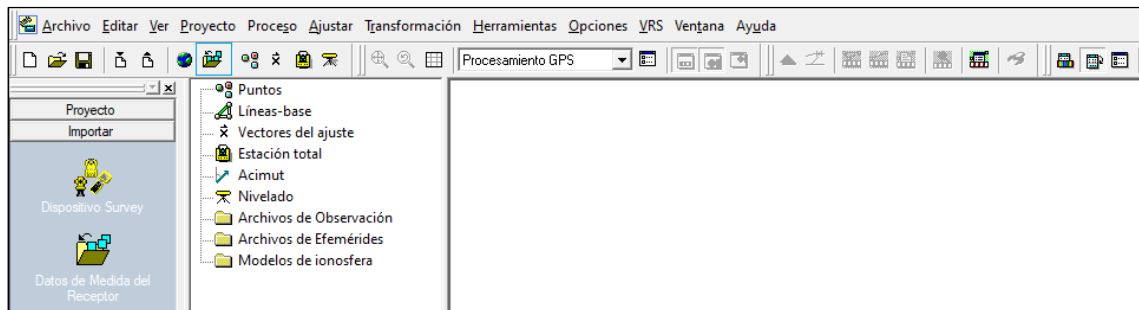 Archivo Editar Ver Proyecto Proceso Ajustar Transformación Herramientas Opciones VRS Ventana Ayuda
Procesamiento GPS
Proyecto
Importar
Dispositivo Survey
Datos de Medida del
Receptor
Puntos
Líneas-base
Vectores del ajuste
Estación total
Acimut
Nivelado
Archivos de Observación
Archivos de Efemérides
Modelos de ionosfera